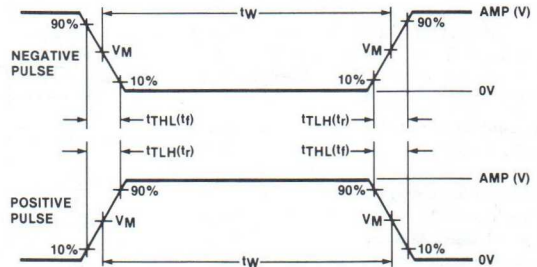 90% tW 90% AMP (V)
NEGATIVE PULSE VM VM
10% 10% 0V
tTHL(tf) tTLH(tr)
tTLH(tr) tTHL(tf)
90% 90% AMP (V)
POSITIVE PULSE VM VM
10% tW 10% 0V